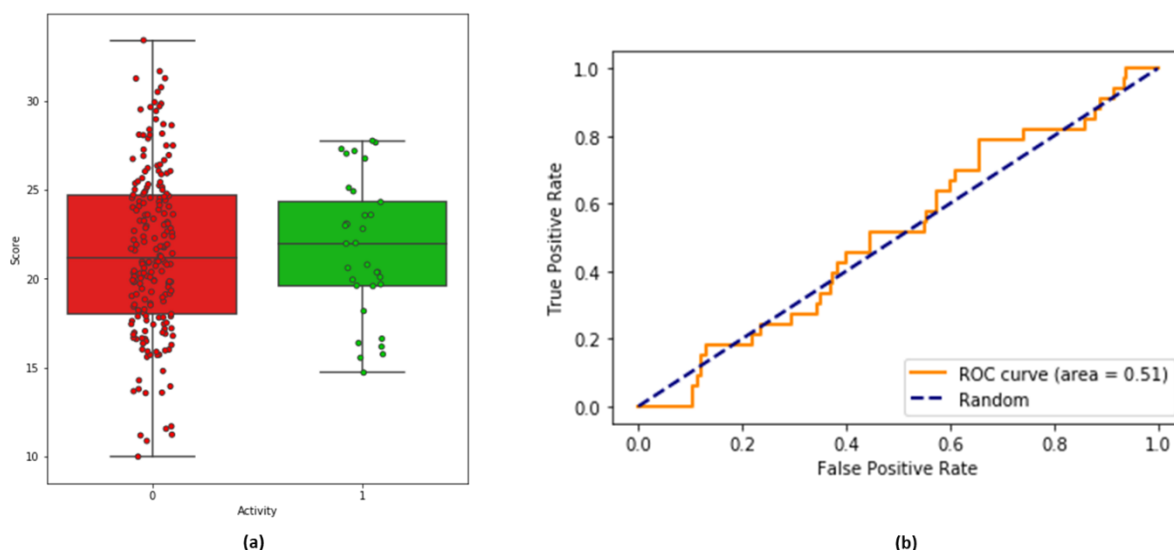 Score
30
25
20
15
10
0
1
Activity
(a)
True Positive Rate
1.0
0.8
0.6
0.4
0.2
0.0
ROC curve (area = 0.51)
Random
0.0
0.2
0.4
0.6
0.8
1.0
False Positive Rate
(b)